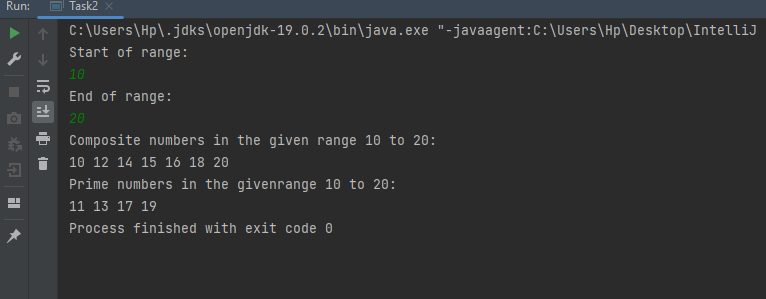 Run: Task2
C:\Users\Hp\.jdks\openjdk-19.0.2\bin\java.exe "-javaagent:C:\Users\Hp\Desktop\IntelliJ
Start of range:
10
End of range:
20
Composite numbers in the given range 10 to 20:
10 12 14 15 16 18 20
Prime numbers in the givenrange 10 to 20:
11 13 17 19
Process finished with exit code 0